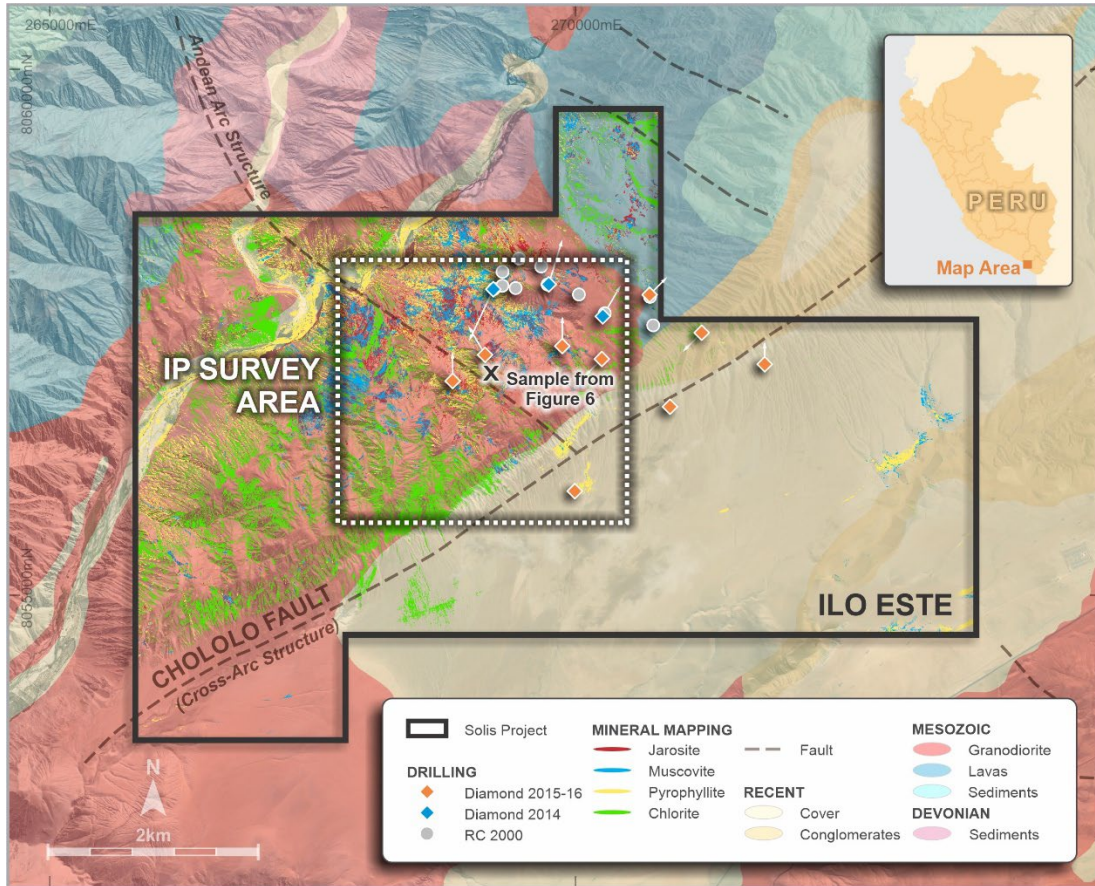 265000mE
270000mE
8060000mN
Andean Arc Structure
PERU
Map Area
IP SURVEY
AREA
X
Sample from
Figure 6
8055000mN
ILO ESTE
CHOLOLO FAULT
(Cross-Arc Structure)
N
2km
Solis Project
DRILLING
Diamond 2015-16
Diamond 2014
RC 2000
MINERAL MAPPING
Jarosite
Muscovite
Pyrophyllite
Chlorite
Fault
RECENT
Cover
Conglomerates
MESOZOIC
Granodiorite
Lavas
Sediments
DEVONIAN
Sediments